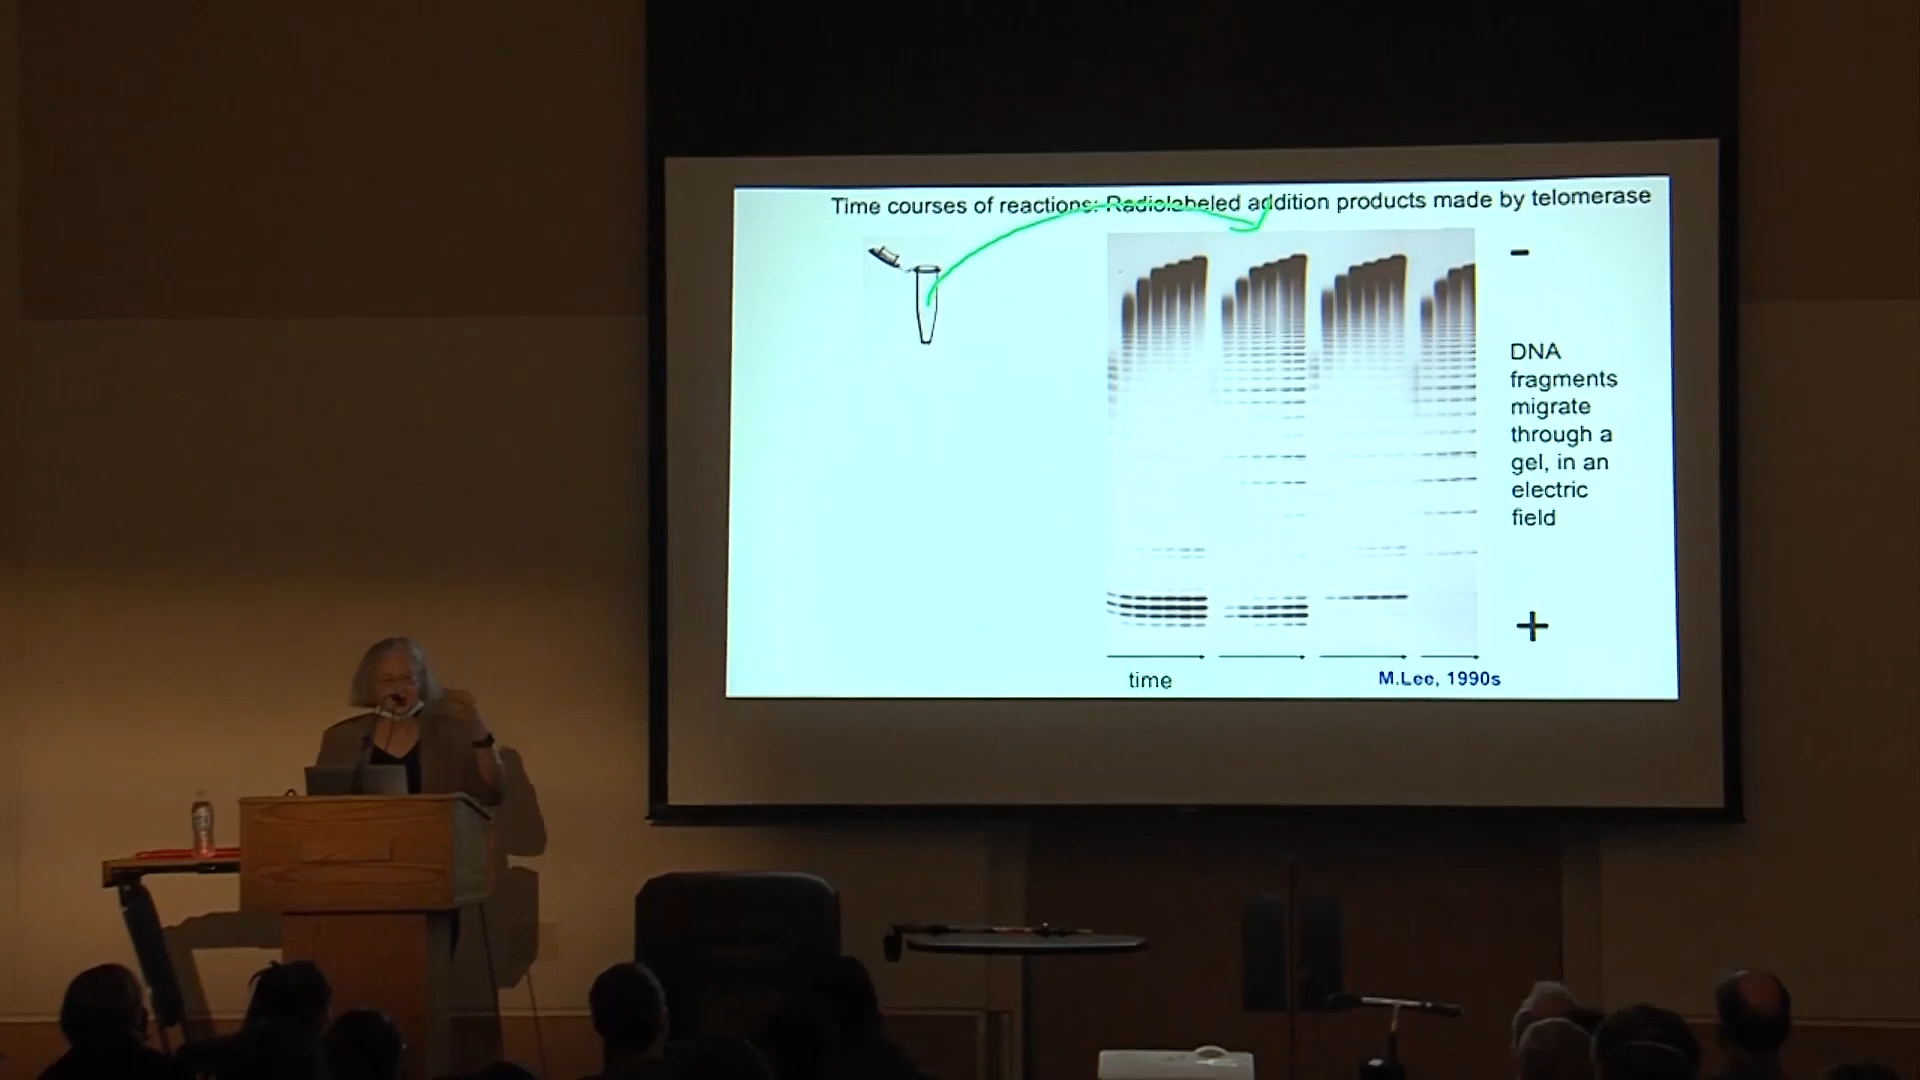 Time courses of reactions: Radiolabeled addition products made by telomerase
-
DNA
fragments
migrate
through a
gel, in an
electric
field
+
time
M.Lee, 1990s